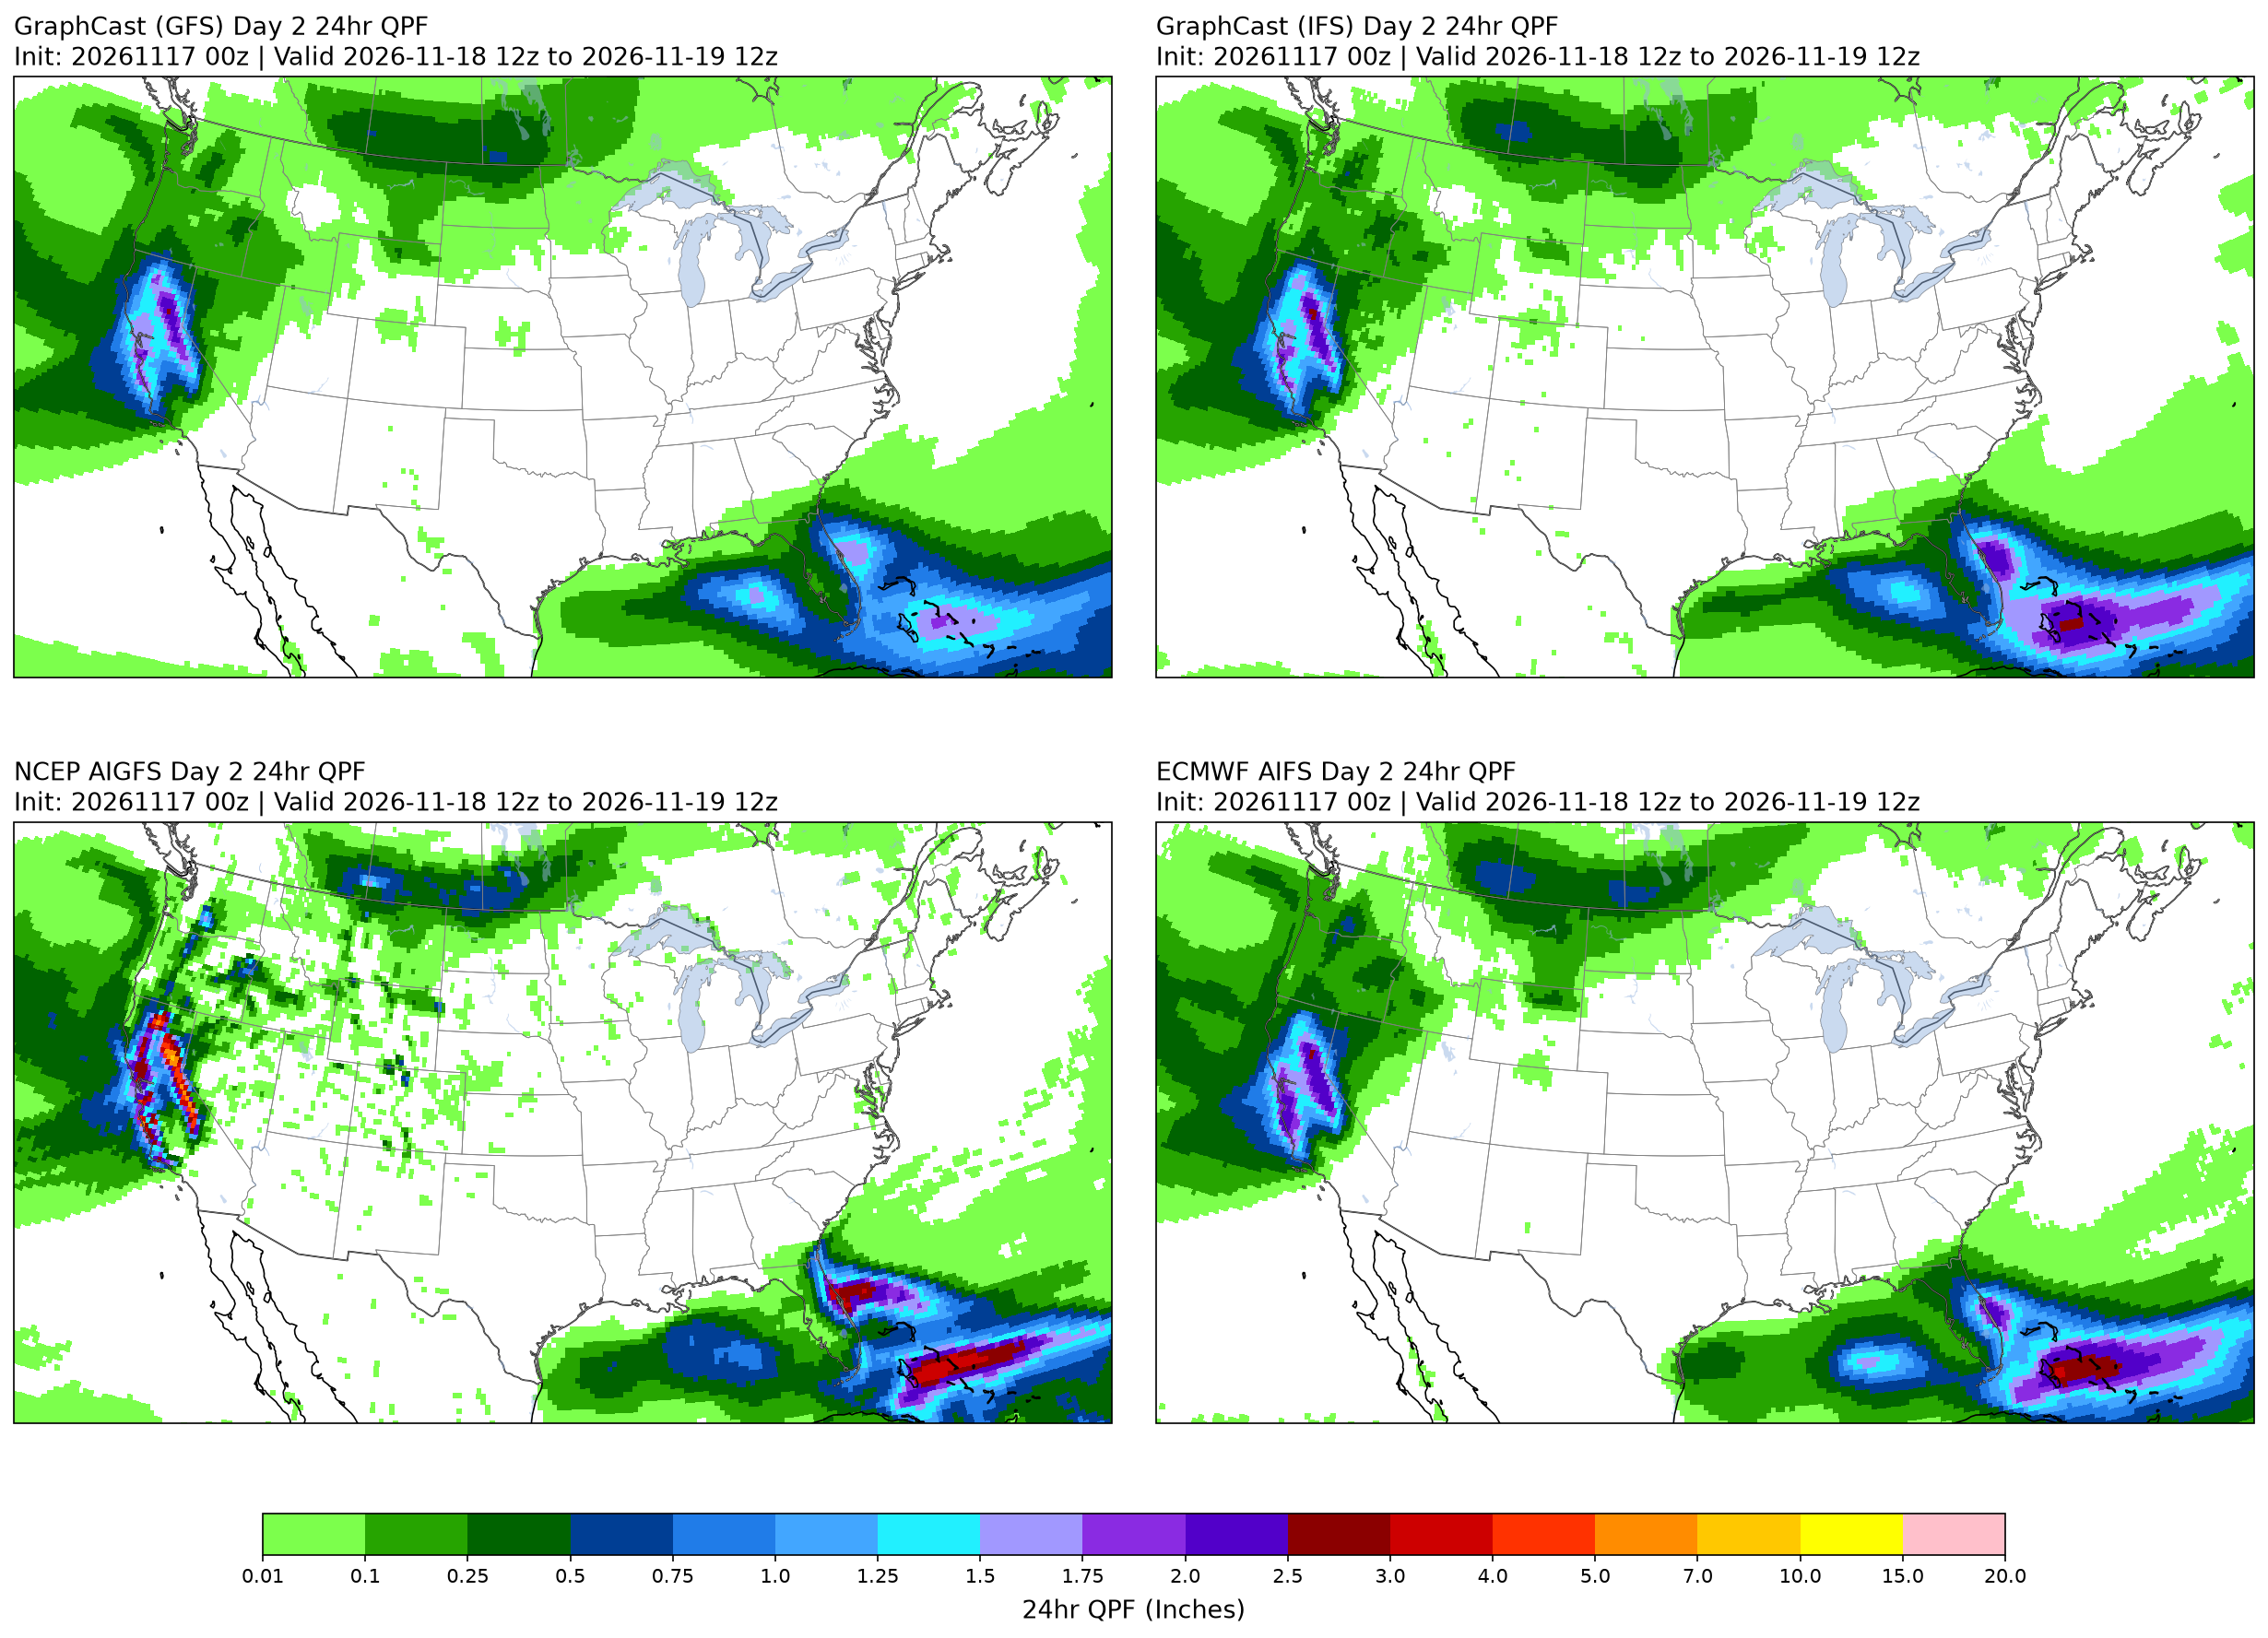 GraphCast (GFS) Day 2 24hr QPF
Init: 20261117 00z | Valid 2026-11-18 12z to 2026-11-19 12z
GraphCast (IFS) Day 2 24hr QPF
Init: 20261117 00z | Valid 2026-11-18 12z to 2026-11-19 12z
NCEP AIGFS Day 2 24hr QPF
Init: 20261117 00z | Valid 2026-11-18 12z to 2026-11-19 12z
ECMWF AIFS Day 2 24hr QPF
Init: 20261117 00z | Valid 2026-11-18 12z to 2026-11-19 12z
0.01 0.1 0.25 0.5 0.75 1.0 1.25 1.5 1.75 2.0 2.5 3.0 4.0 5.0 7.0 10.0 15.0 20.0
24hr QPF (Inches)